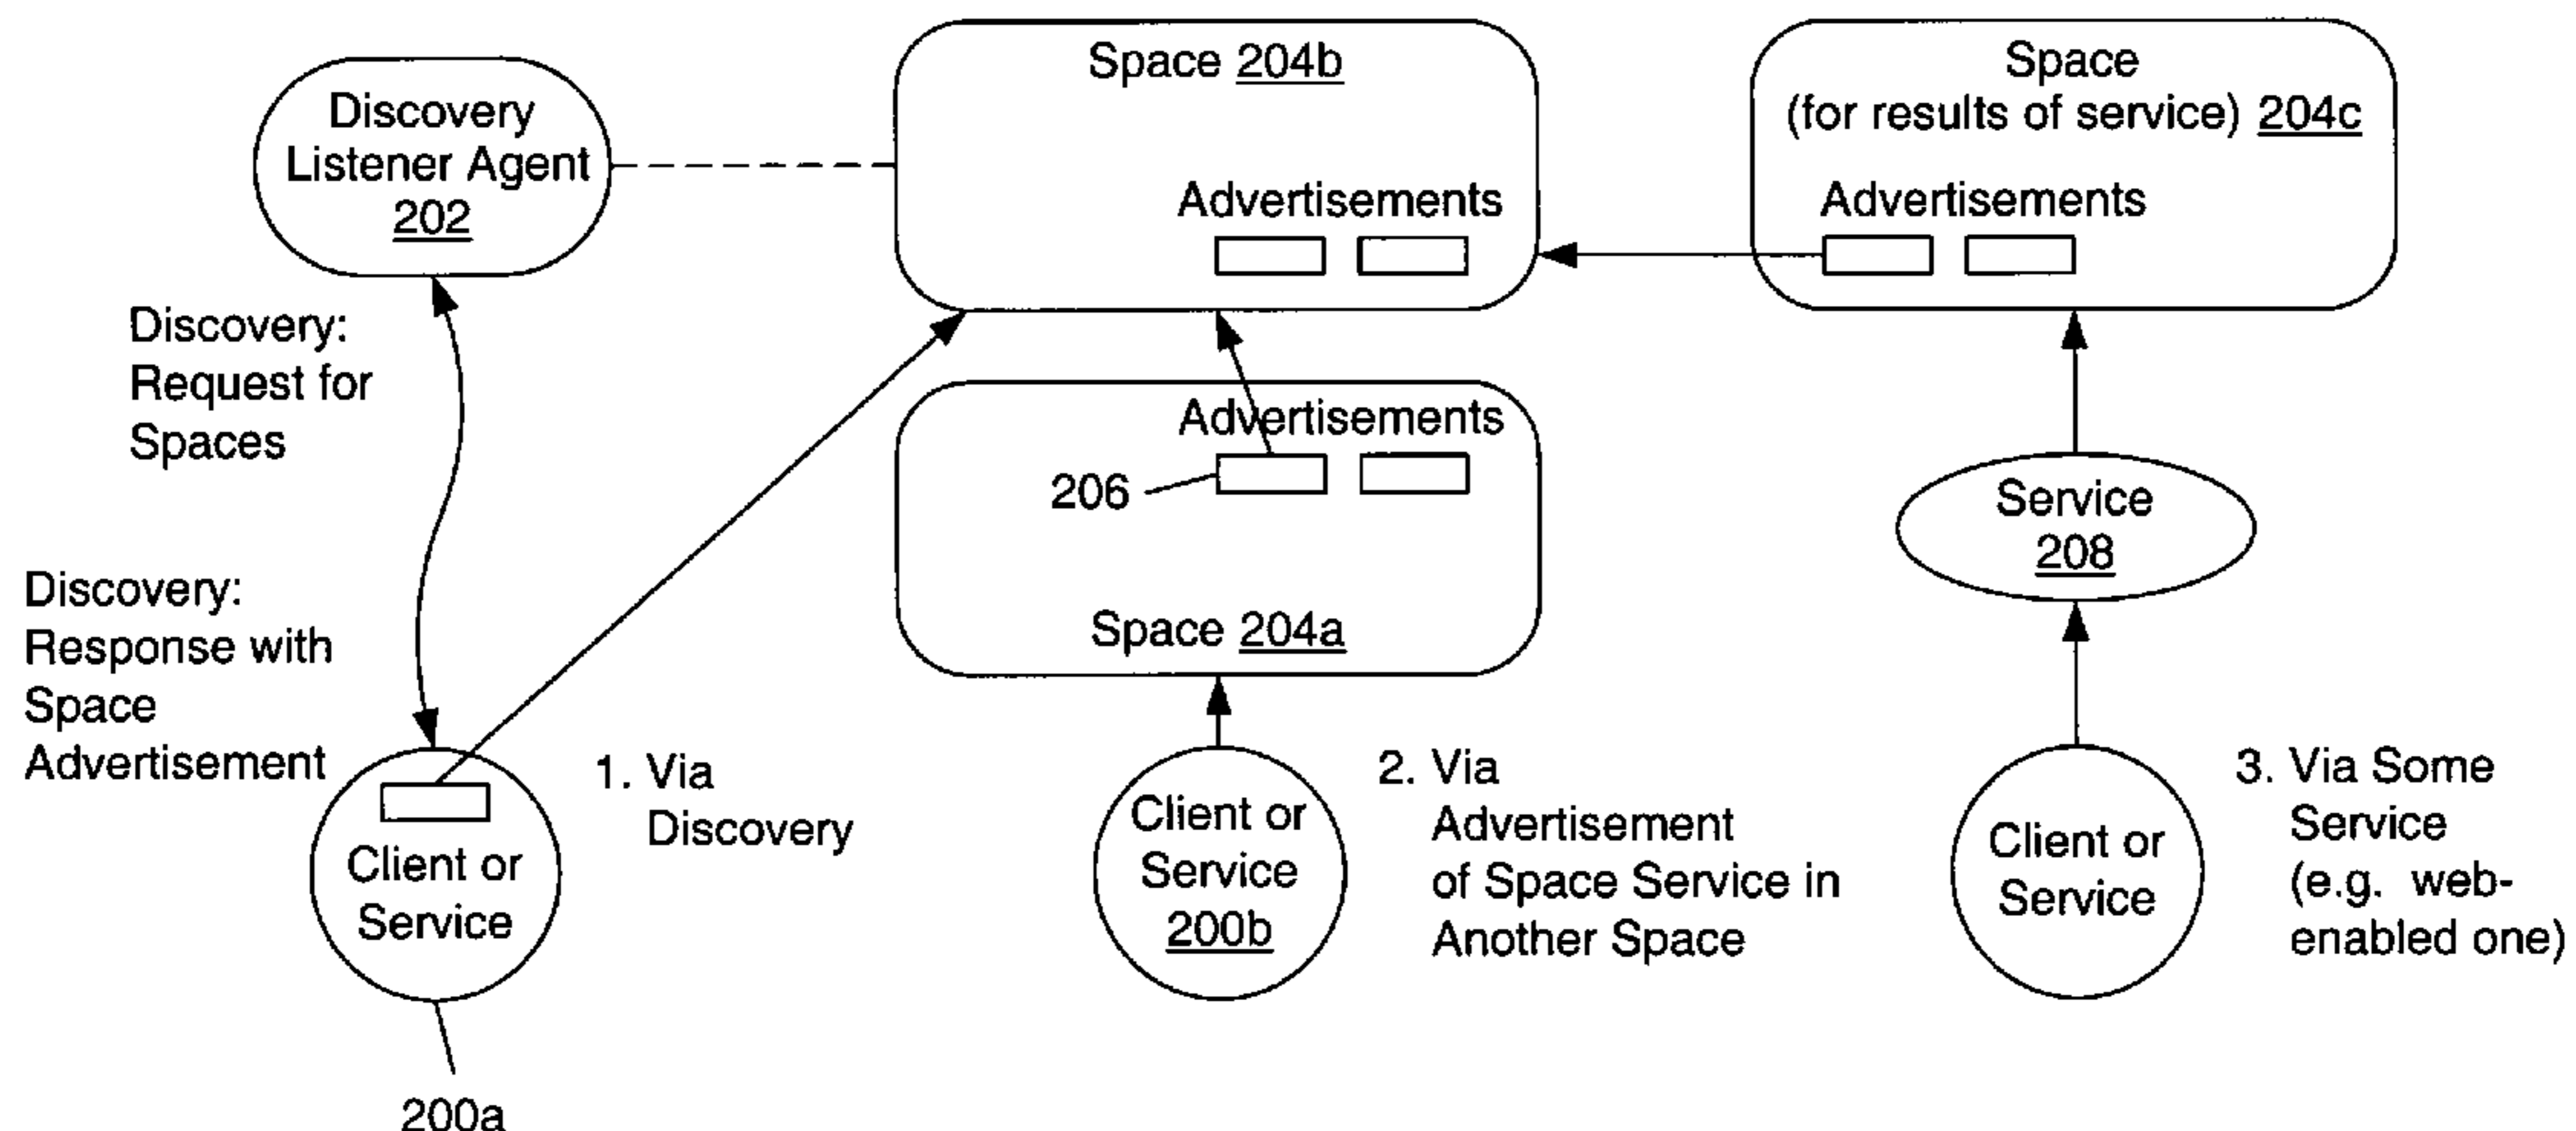 Discovery
Listener Agent
202
Space 204b
Advertisements
Space
(for results of service) 204c
Advertisements
Discovery:
Request for
Spaces
Advertisements
206
Space 204a
Service
208
Discovery:
Response with
Space
Advertisement
Client or
Service
200a
1. Via
Discovery
Client or
Service
200b
2. Via
Advertisement
of Space Service in
Another Space
Client or
Service
3. Via Some
Service
(e.g. web-
enabled one)